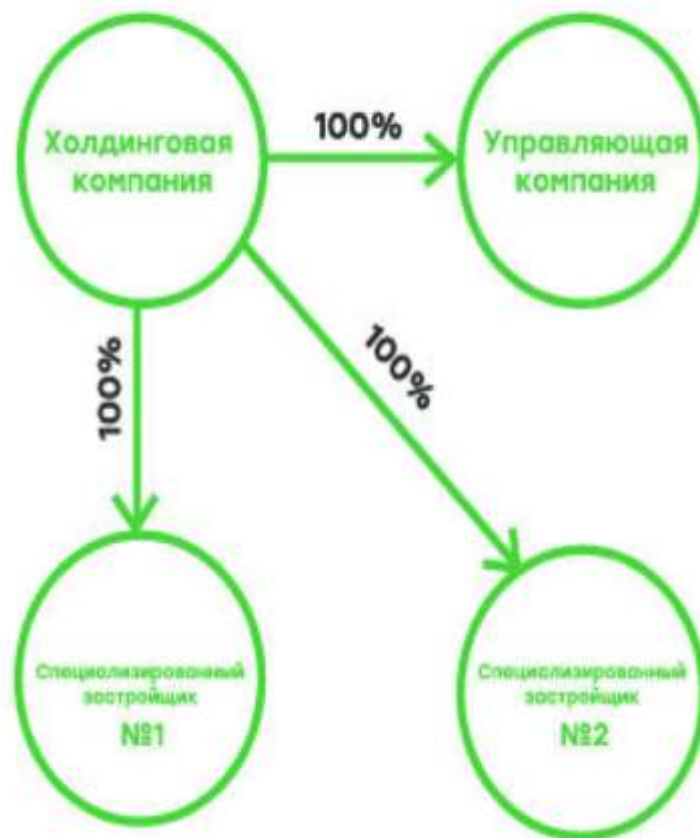 Холдинговая
компания
100%
Управляющая
компания
100%
100%
Специализированный
застройщик
№1
Специализированный
застройщик
№2